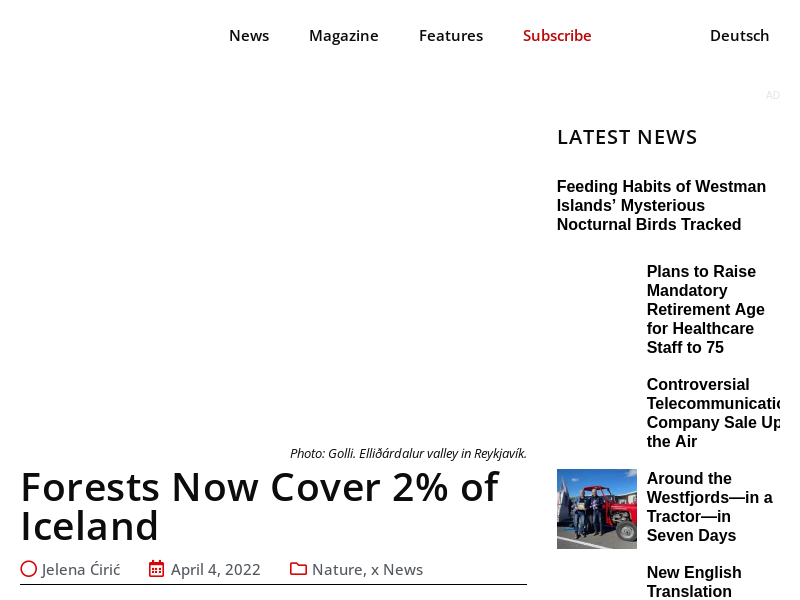 News
Magazine
Features
Subscribe
Deutsch
AD
Photo: Golli. Elliðárdalur valley in Reykjavík.
Forests Now Cover 2% of
Iceland
Jelena Ćirić
April 4, 2022
Nature, x News
LATEST NEWS
Feeding Habits of Westman
Islands’ Mysterious
Nocturnal Birds Tracked
Plans to Raise
Mandatory
Retirement Age
for Healthcare
Staff to 75
Controversial
Company Sale Up
the Air
Around the
Westfjords—in a
Tractor—in
Seven Days
New English
Translation